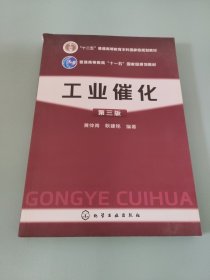 "十二五"普通高等教育本科国家级规划教材
普通高等教育"十一五"国家级规划教材
工业催化
第三版
黄仲涛 耿建铭 编著
GONGYE CUIHUA
化学工业出版社